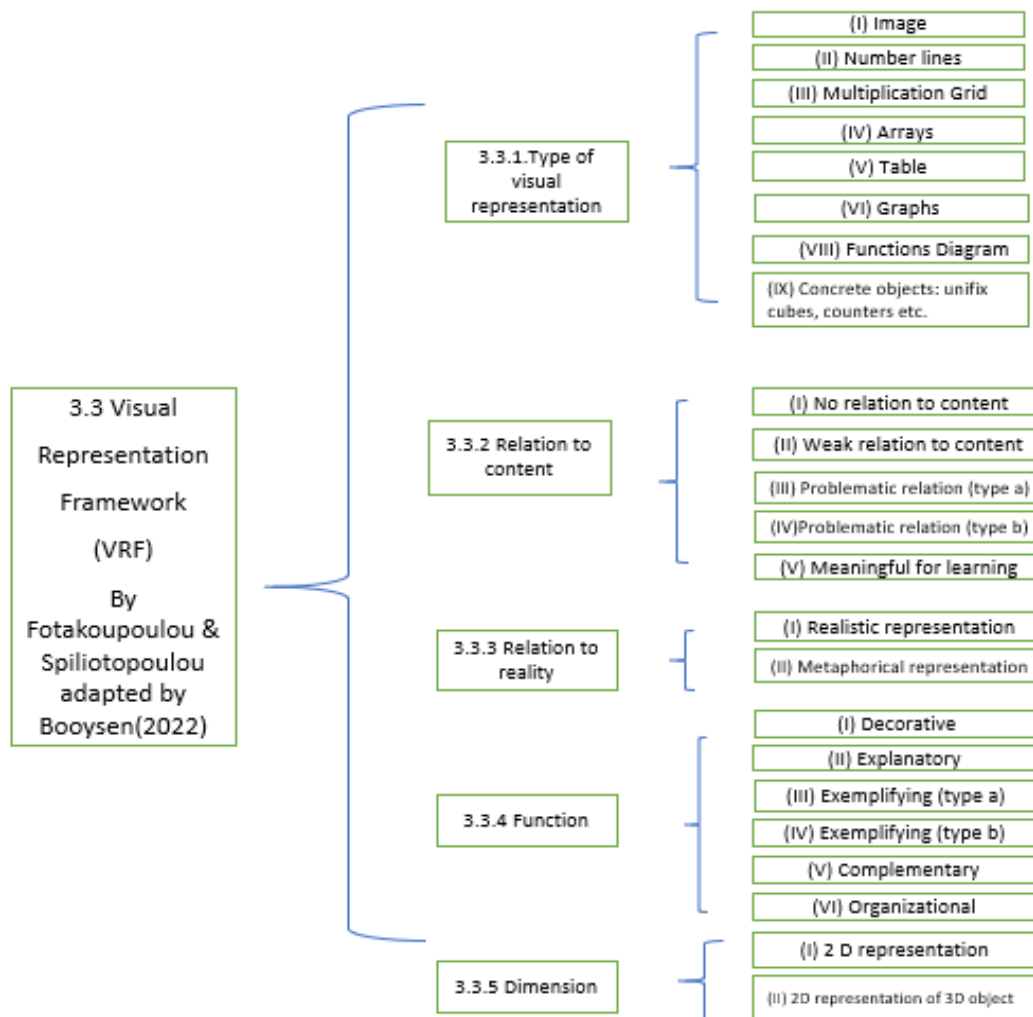 3.3 Visual
Representation
Framework
(VRF)
By
Fotakoupoulou &
Spiliotopoulou
adapted by
Booysen(2022)
3.3.1.Type of
visual
representation
(I) Image
(II) Number lines
(III) Multiplication Grid
(IV) Arrays
(V) Table
(VI) Graphs
(VIII) Functions Diagram
(IX) Concrete objects: unifix
cubes, counters etc.
3.3.2 Relation to
content
(I) No relation to content
(II) Weak relation to content
(III) Problematic relation (type a)
(IV)Problematic relation (type b)
(V) Meaningful for learning
3.3.3 Relation to
reality
(I) Realistic representation
(II) Metaphorical representation
3.3.4 Function
(I) Decorative
(II) Explanatory
(III) Exemplifying (type a)
(IV) Exemplifying (type b)
(V) Complementary
(VI) Organizational
3.3.5 Dimension
(I) 2 D representation
(II) 2D representation of 3D object